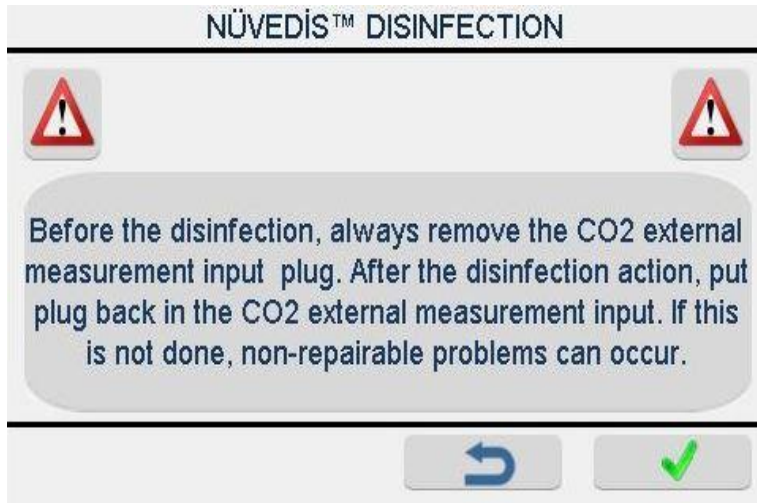 NÜVEDİS™ DISINFECTION
Before the disinfection, always remove the CO2 external
measurement input  plug. After the disinfection action, put
plug back in the CO2 external measurement input. If this
is not done, non-repairable problems can occur.